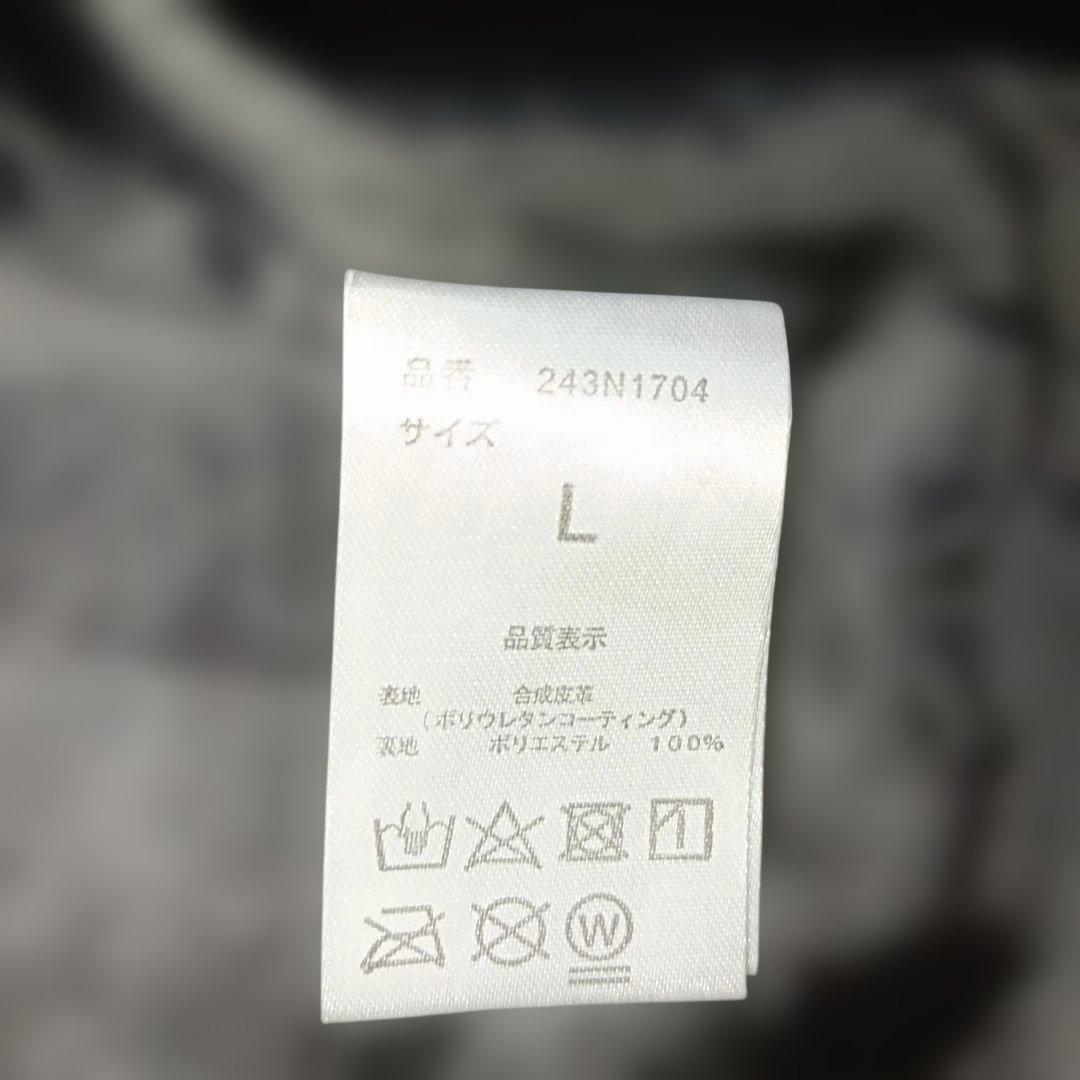 品番 243N1704
サイズ
L
品質表示
表地 合成皮革
(ポリウレタンコーティング)
裏地 ポリエステル 100%
W